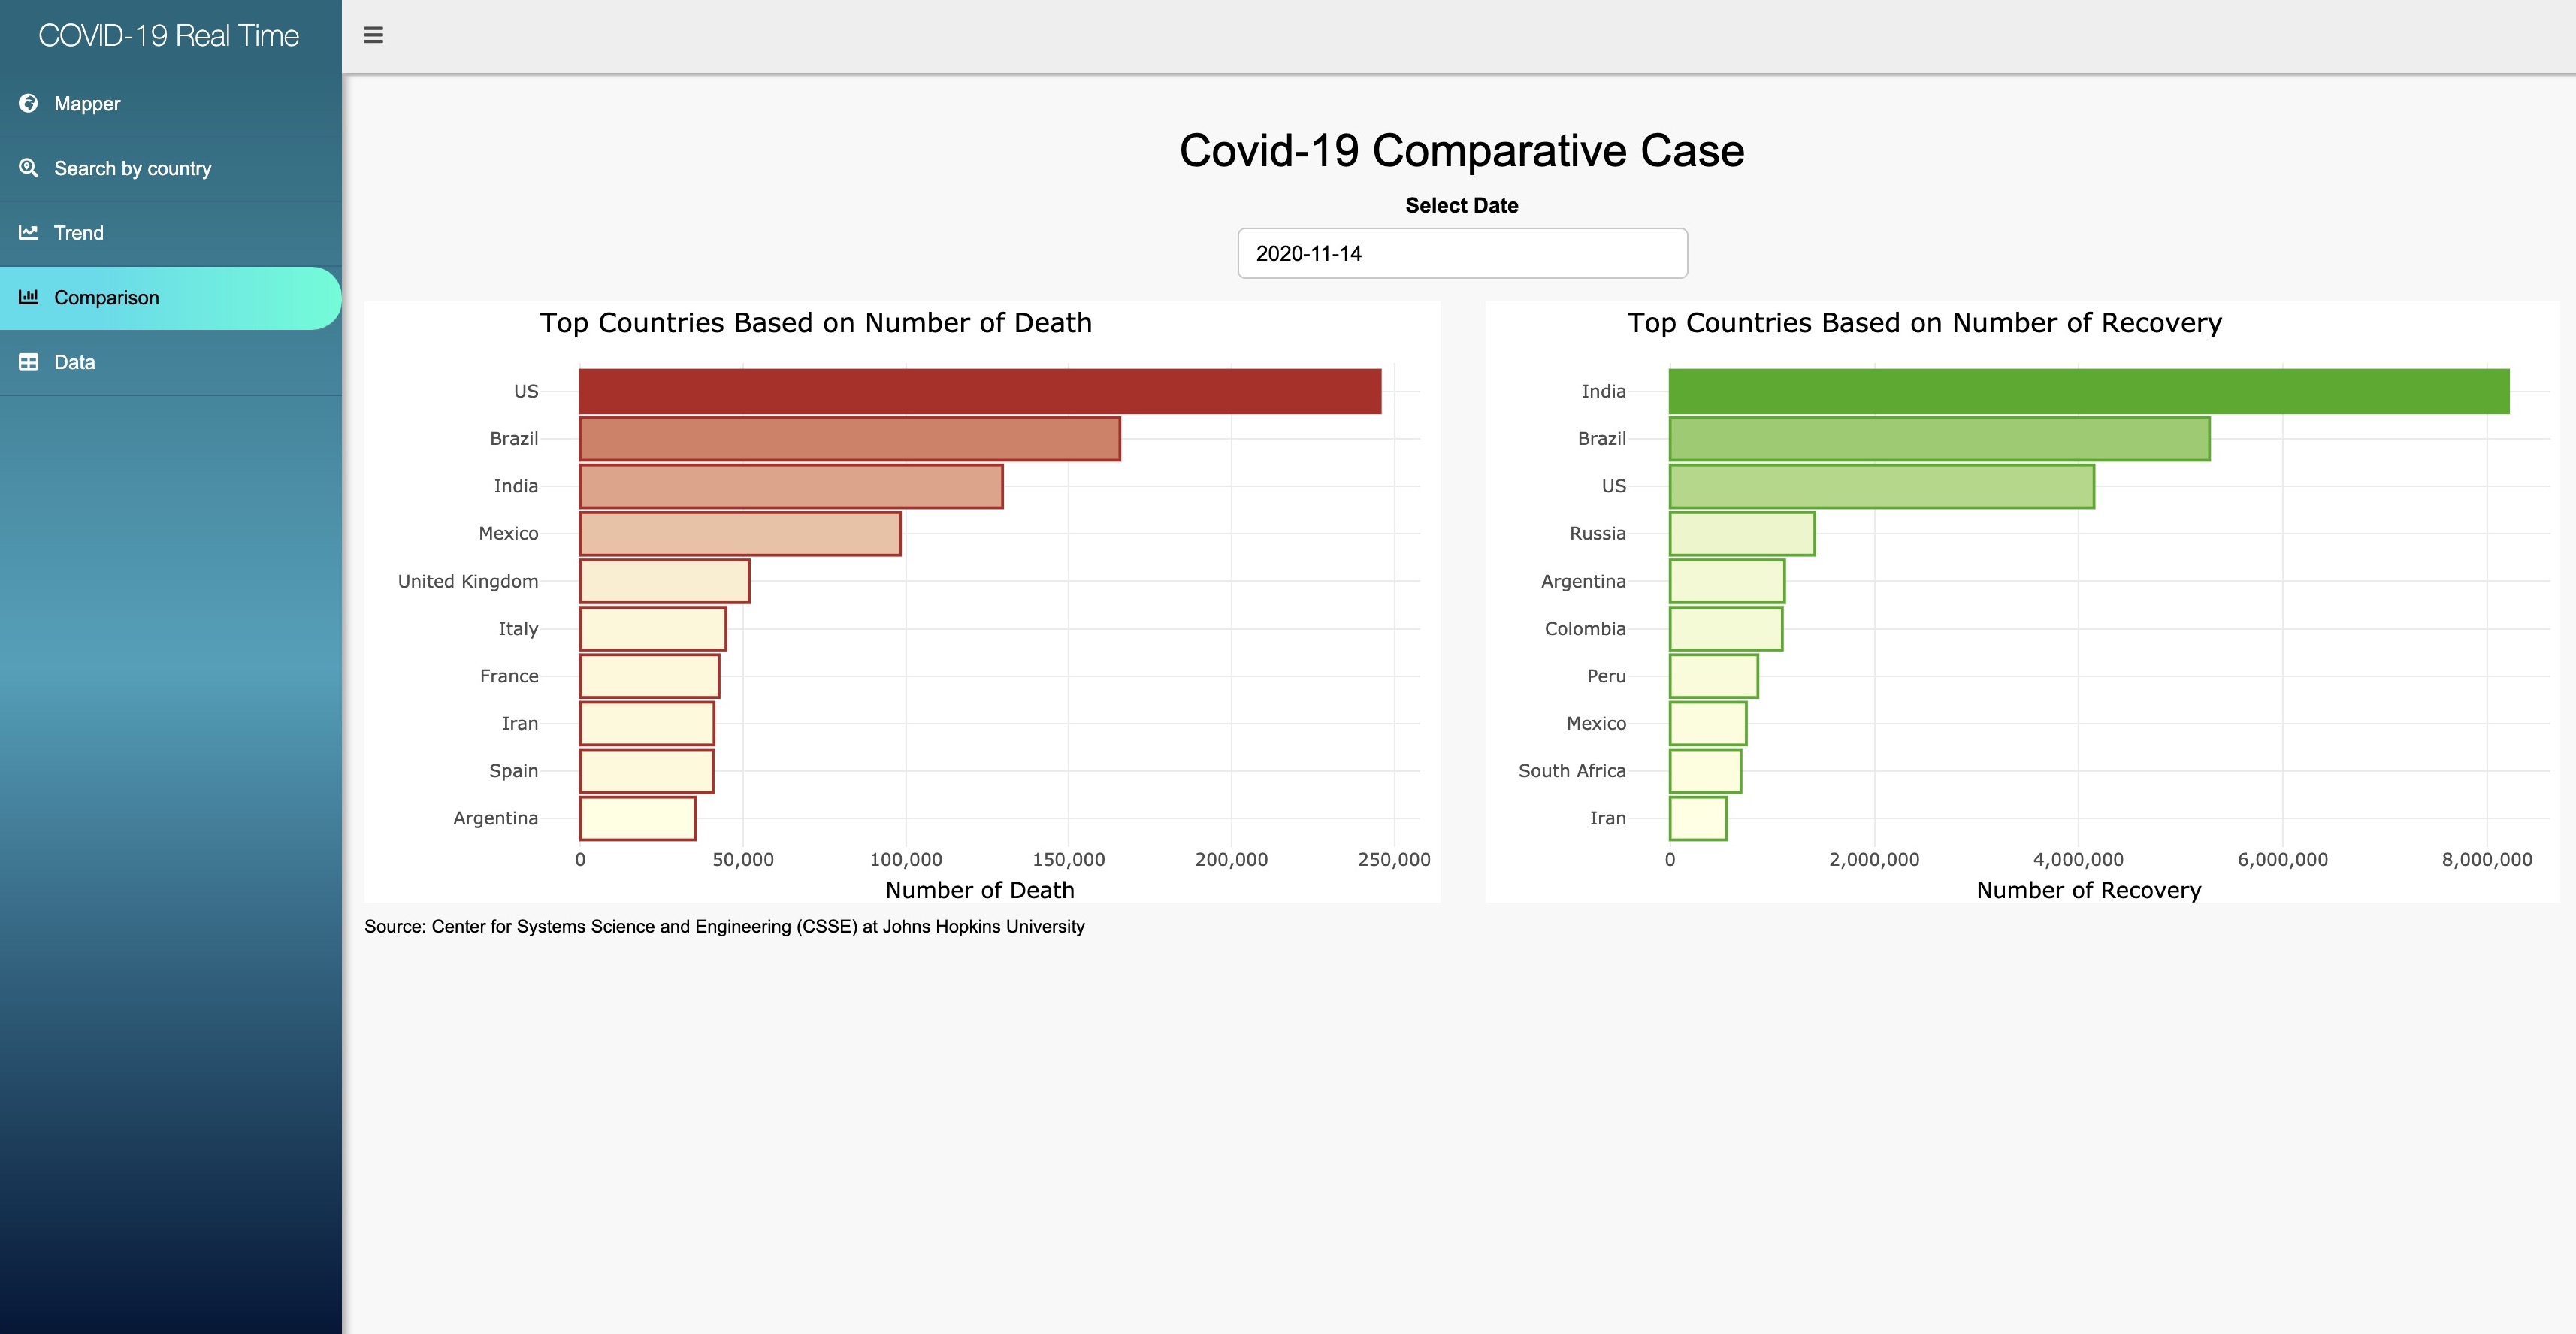 COVID-19 Real Time
Mapper
Search by country
Trend
Comparison
Data
Covid-19 Comparative Case
Select Date
2020-11-14
Top Countries Based on Number of Death
US
Brazil
India
Mexico
United Kingdom
Italy
France
Iran
Spain
Argentina
0 50,000 100,000 150,000 200,000 250,000
Number of Death
Top Countries Based on Number of Recovery
India
Brazil
US
Russia
Argentina
Colombia
Peru
Mexico
South Africa
Iran
0 2,000,000 4,000,000 6,000,000 8,000,000
Number of Recovery
Source: Center for Systems Science and Engineering (CSSE) at Johns Hopkins University